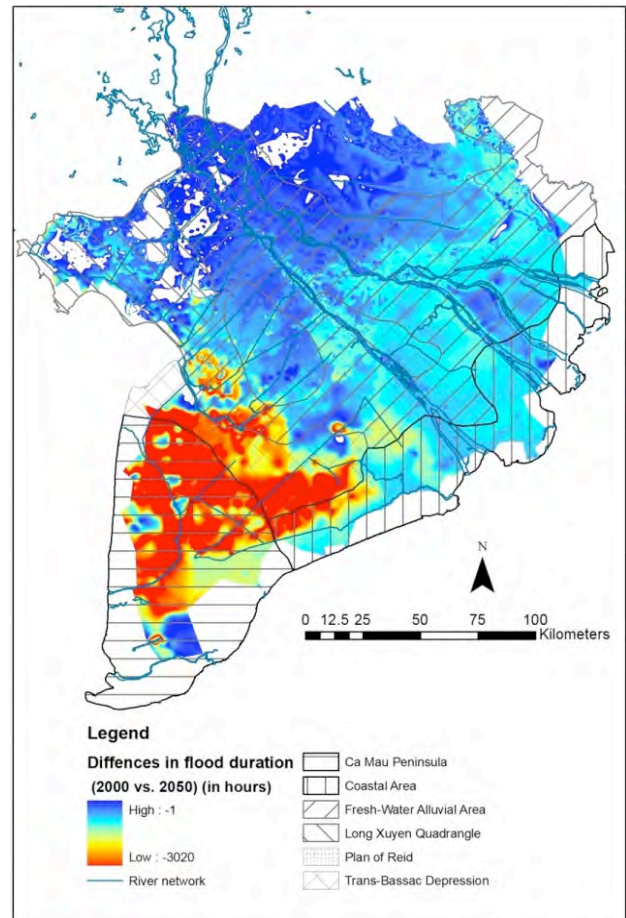 N
0 12.5 25 50 75 100
Kilometers
Legend
Diffences in flood duration
(2000 vs. 2050) (in hours)
High : -1
Low : -3020
River network
Ca Mau Peninsula
Coastal Area
Fresh-Water Alluvial Area
Long Xuyen Quadrangle
Plan of Reid
Trans-Bassac Depression